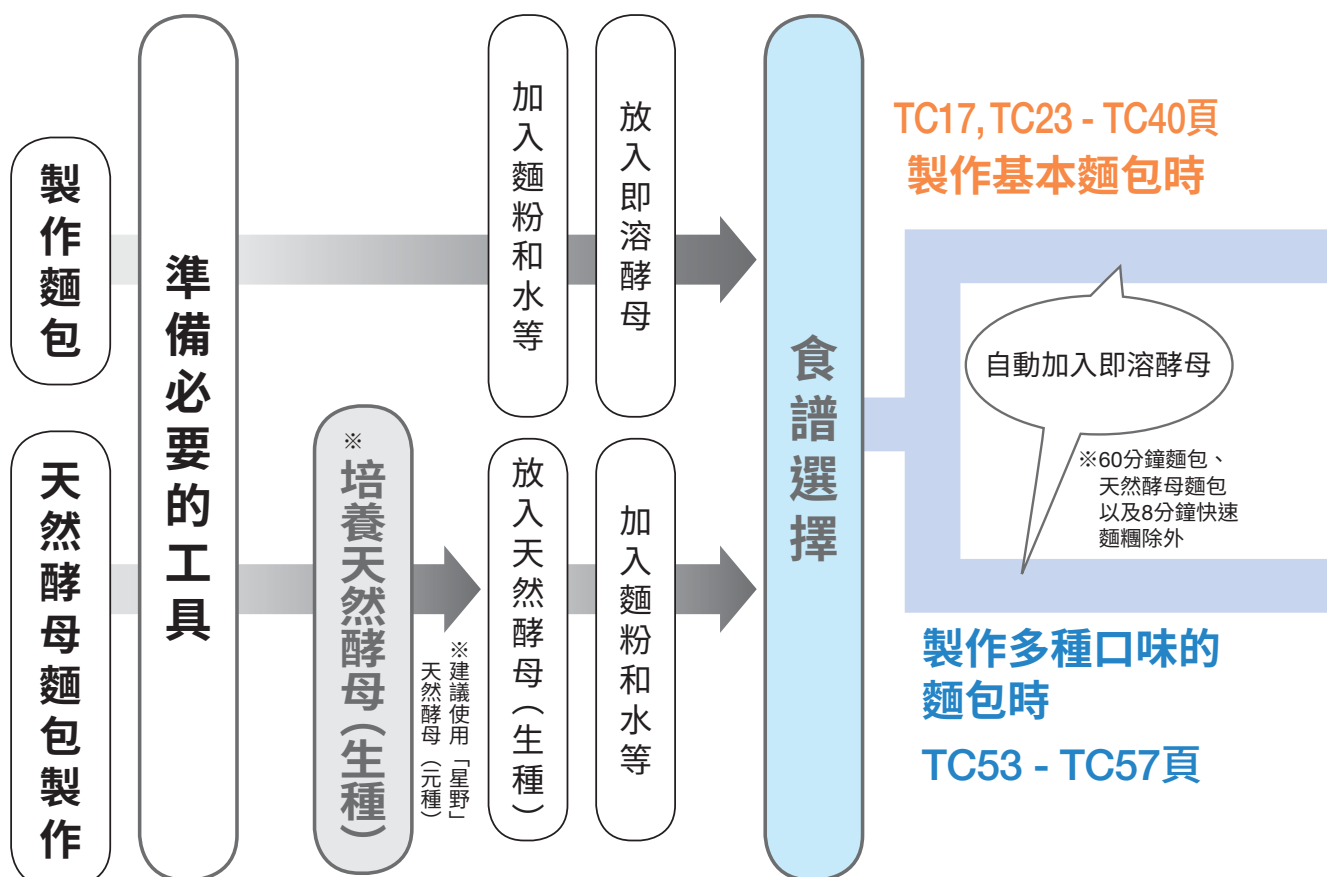 製作麵包
天然酵母麵包製作
準備必要的工具
※
培養天然酵母（生種）
※建議使用「星野」
天然酵母（元種）
加入麵粉和水等
放入即溶酵母
放入天然酵母（生種）
加入麵粉和水等
食譜選擇
TC17, TC23 - TC40頁
製作基本麵包時
自動加入即溶酵母
※60分鐘麵包、
天然酵母麵包
以及8分鐘快速
麵糰除外
製作多種口味的
麵包時
TC53 - TC57頁